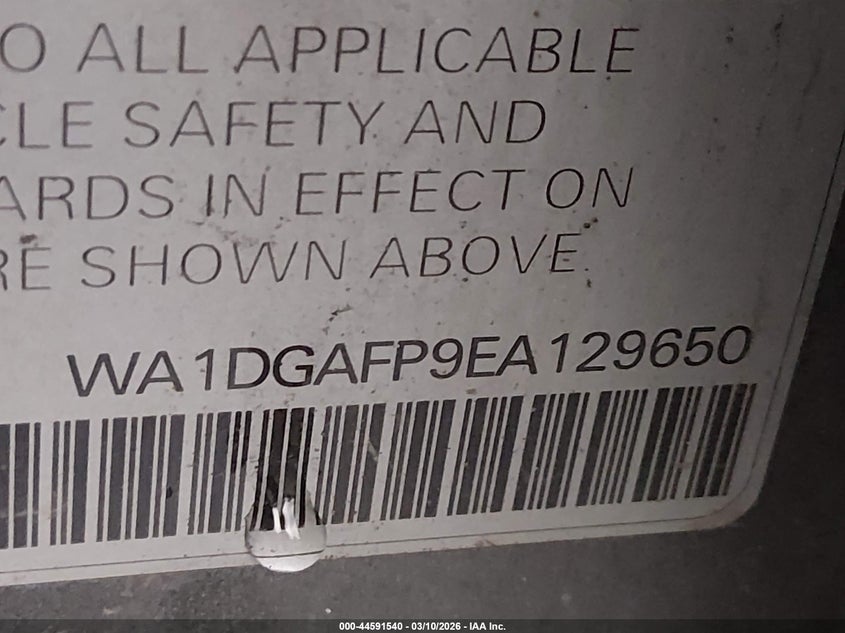 O ALL APPLICABLE
CLE SAFETY AND
ARDS IN EFFECT ON
RE SHOWN ABOVE.
WA1DGAFP9EA129650
000-44591540 - 03/10/2026 - IAA Inc.